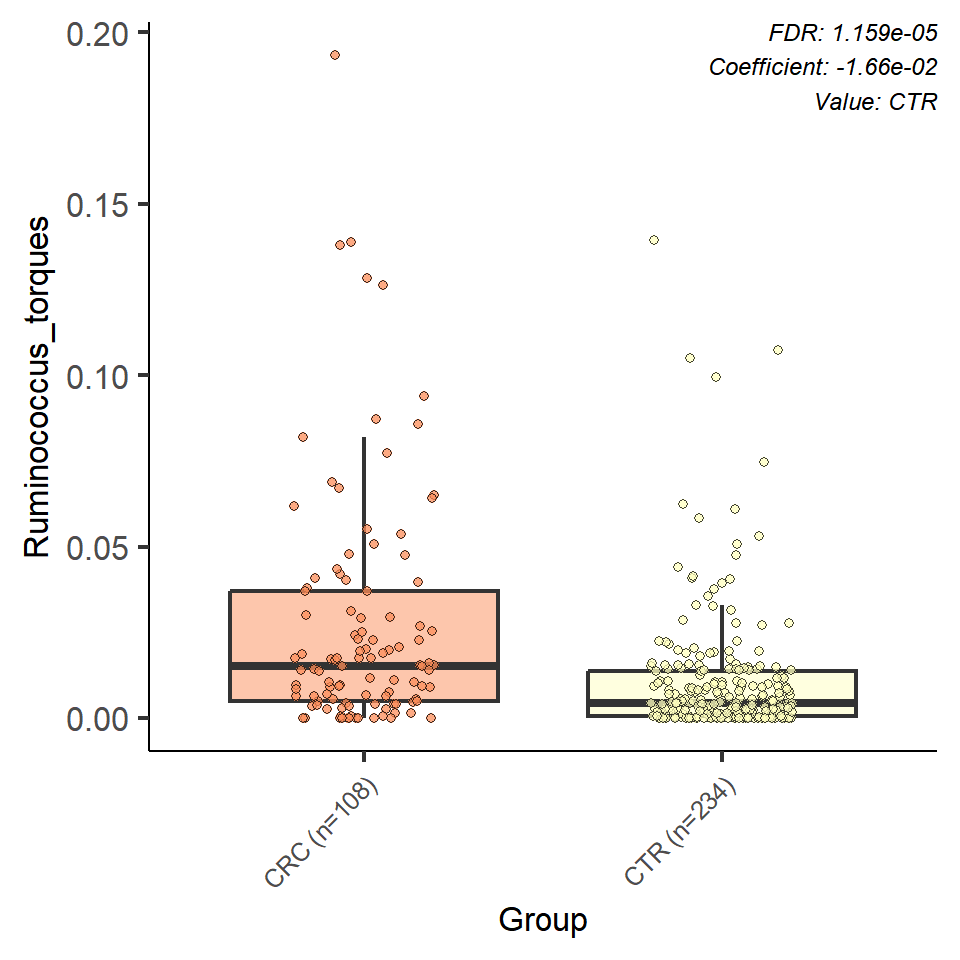 FDR: 1.159e-05
Coefficient: -1.66e-02
Value: CTR
0.20
0.15
0.10
0.05
0.00
Ruminococcus_torques
CRC (n=108)
CTR (n=234)
Group